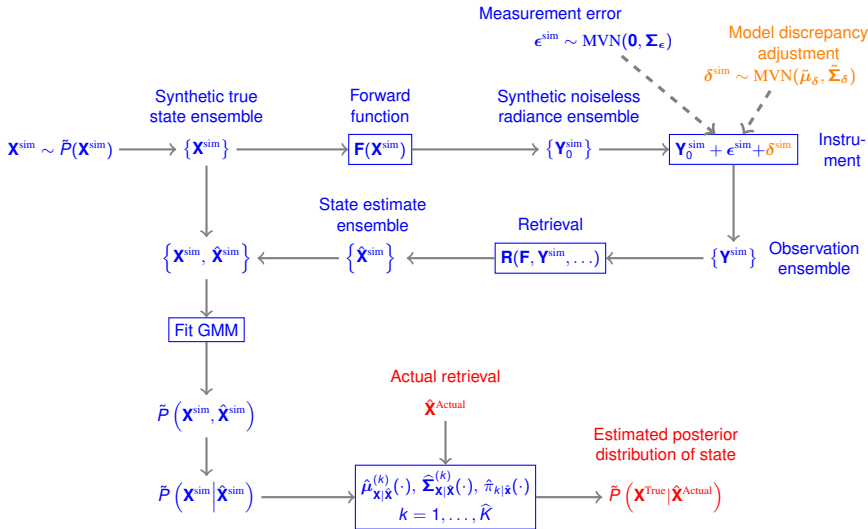 Measurement error
ϵ^sim ∼ MVN(0, Σ_ϵ)
Model discrepancy
adjustment
δ^sim ∼ MVN(μ̃_δ, Σ̃_δ)
Synthetic true
state ensemble
Forward
function
Synthetic noiseless
radiance ensemble
X^sim ∼ P̃(X^sim)
{X^sim}
F(X^sim)
{Y_0^sim}
Y_0^sim + ϵ^sim+δ^sim
Instru-
ment
State estimate
ensemble
Retrieval
{X^sim, X̂^sim}
{X̂^sim}
R(F, Y^sim, . . .)
{Y^sim}
Observation
ensemble
Fit GMM
P̃ (X^sim, X̂^sim)
Actual retrieval
X̂^Actual
Estimated posterior
distribution of state
P̃ (X^sim|X̂^sim)
μ̂^(k)_X|X̂(·), Σ̂^(k)_X|X̂(·), π̂_k|x̂(·)
k = 1, . . . , K̂
P̃ (X^True|X̂^Actual)